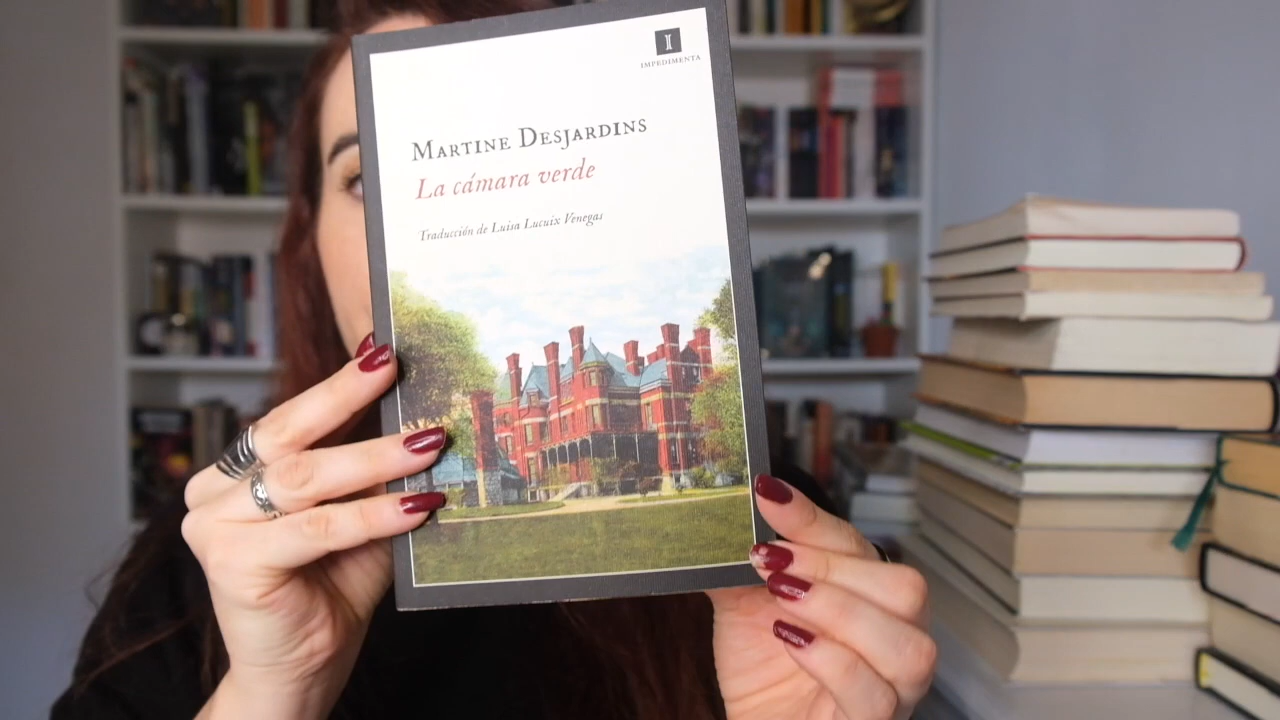 IMPEDIMENTA
Martine Desjardins
La cámara verde
Traducción de Luisa Lucuix Venegas